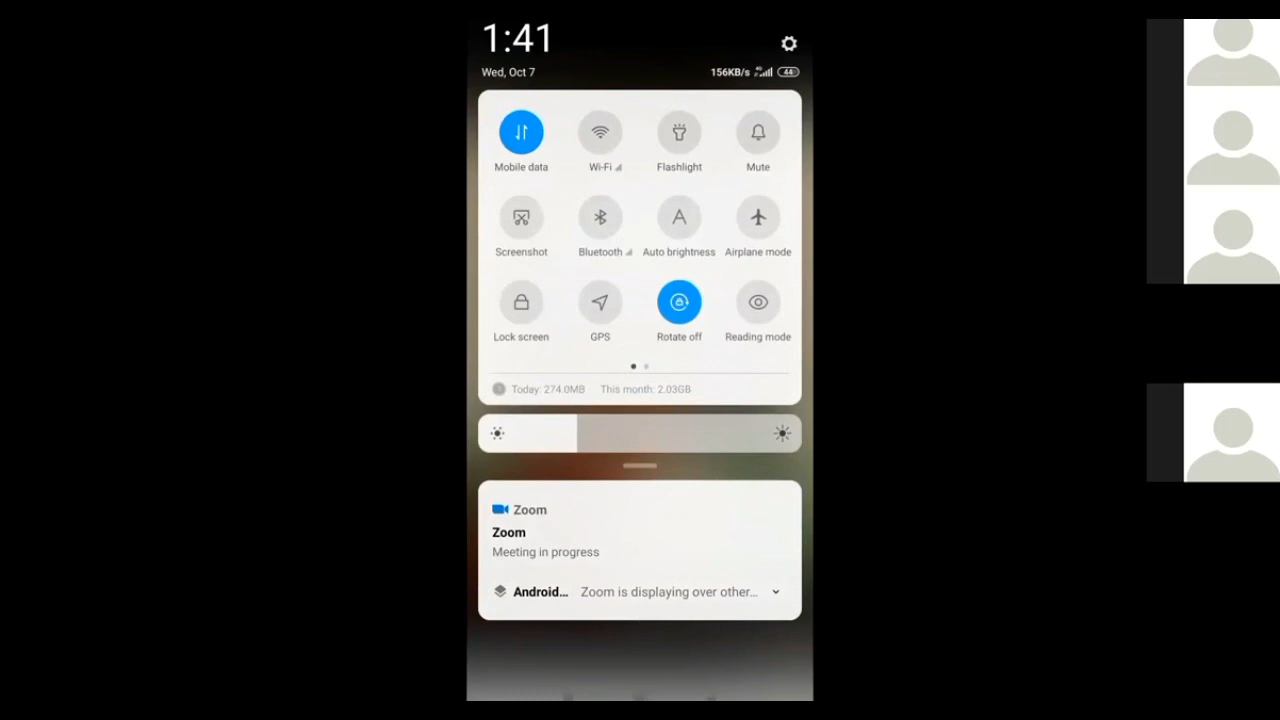 1:41
Wed, Oct 7
156KB/s 4G 44
Mobile data Wi-Fi Flashlight Mute
Screenshot Bluetooth Auto brightness Airplane mode
Lock screen GPS Rotate off Reading mode
Today: 274.0MB This month: 2.03GB
Zoom
Zoom
Meeting in progress
Android... Zoom is displaying over other...